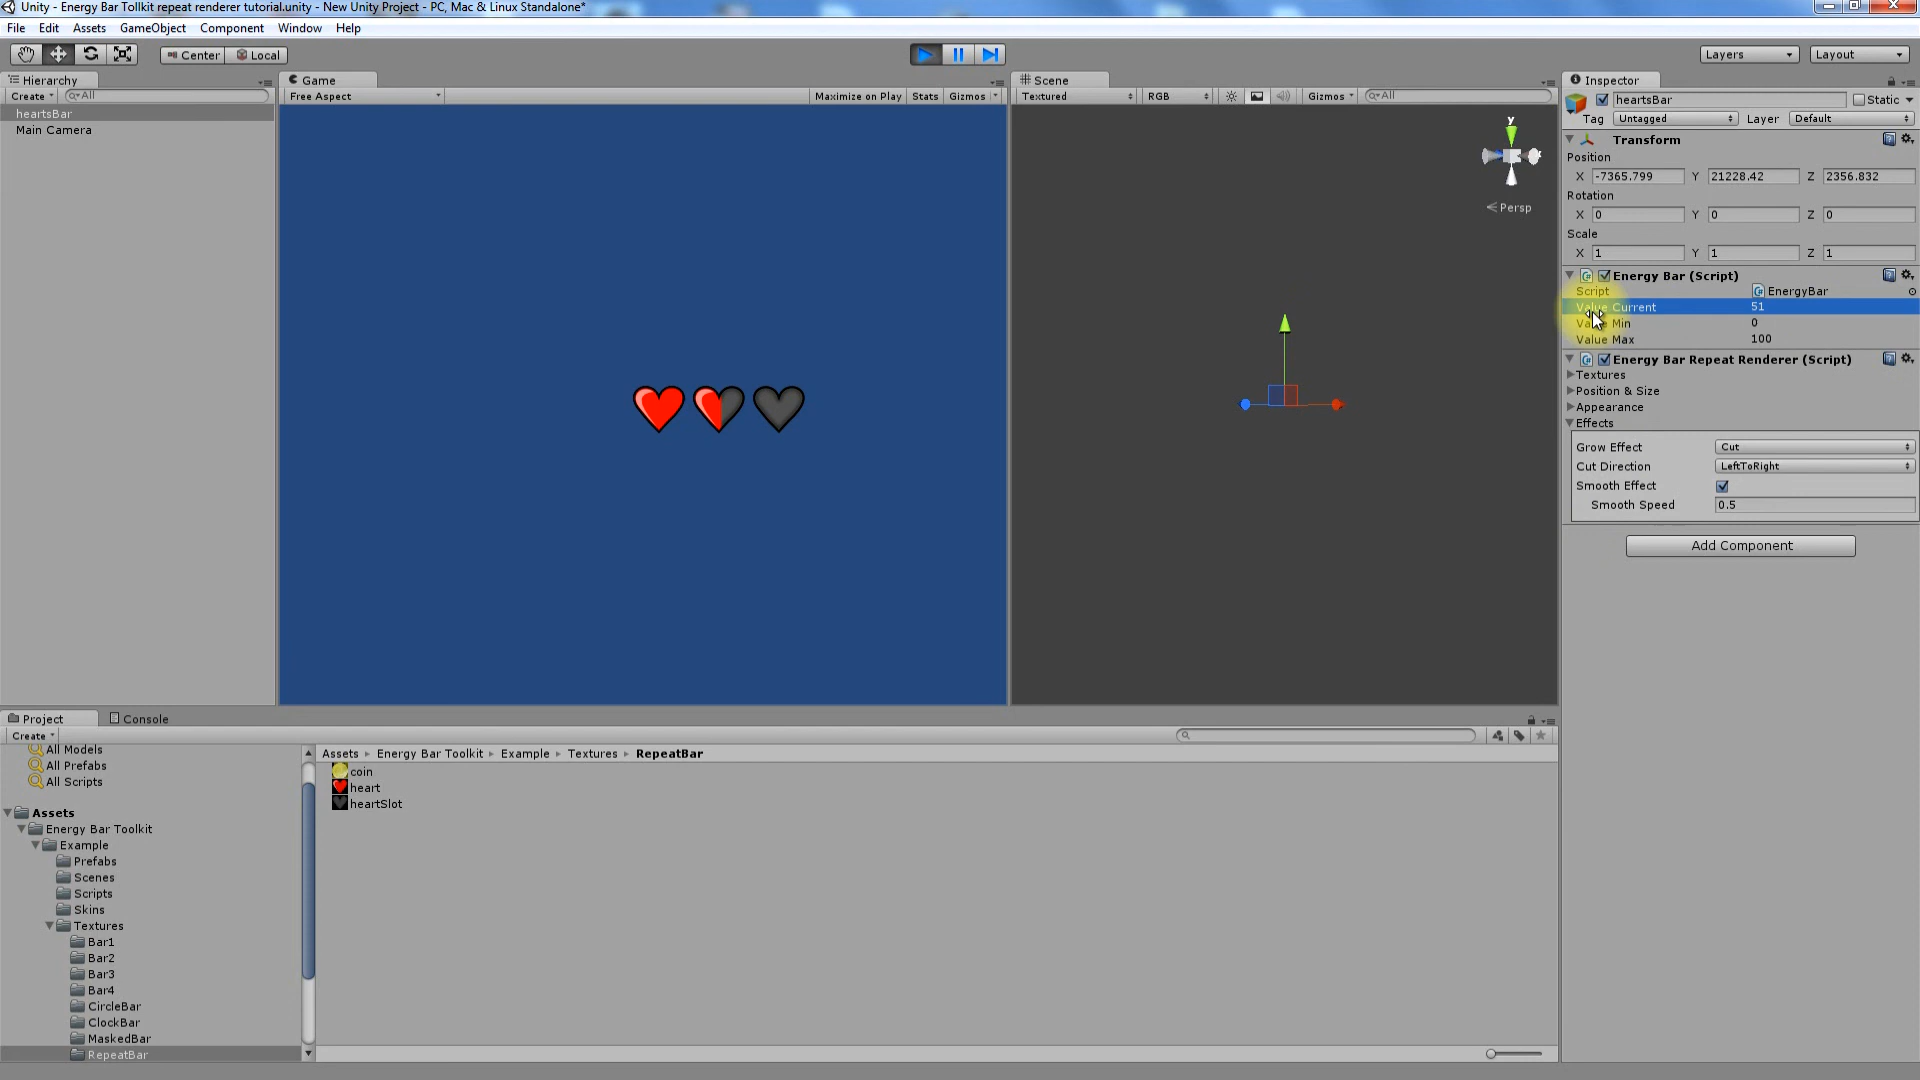 Unity - Energy Bar Tollkit repeat renderer tutorial.unity - New Unity Project - PC, Mac & Linux Standalone*
File Edit Assets GameObject Component Window Help
Center Local Layers Layout
Hierarchy
Create All
heartsBar
Main Camera
Game
Free Aspect Maximize on Play Stats Gizmos
Scene
Textured RGB Gizmos All
Persp
y
Inspector
heartsBar Static
Tag Untagged Layer Default
Transform
Position
X -7365.799 Y 21228.42 Z 2356.832
Rotation
X 0 Y 0 Z 0
Scale
X 1 Y 1 Z 1
Energy Bar (Script)
Script EnergyBar
Value Current 51
Value Min 0
Value Max 100
Energy Bar Repeat Renderer (Script)
Textures
Position & Size
Appearance
Effects
Grow Effect Cut
Cut Direction LeftToRight
Smooth Effect
Smooth Speed 0.5
Add Component
Project Console
Create
All Models
All Prefabs
All Scripts
Assets
Energy Bar Toolkit
Example
Prefabs
Scenes
Scripts
Skins
Textures
Bar1
Bar2
Bar3
Bar4
CircleBar
ClockBar
MaskedBar
RepeatBar
Assets Energy Bar Toolkit Example Textures RepeatBar
coin
heart
heartSlot